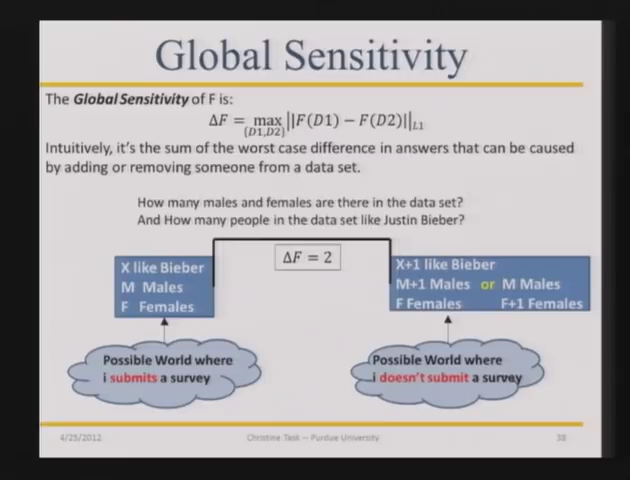 Global Sensitivity
The Global Sensitivity of F is:
ΔF = max ||F(D1) − F(D2)||L1
(D1,D2)
Intuitively, it's the sum of the worst case difference in answers that can be caused
by adding or removing someone from a data set.
How many males and females are there in the data set?
And How many people in the data set like Justin Bieber?
ΔF = 2
X like Bieber
M Males
F Females
X+1 like Bieber
M+1 Males or M Males
F Females F+1 Females
Possible World where
i submits a survey
Possible World where
i doesn't submit a survey
4/25/2012
Christine Task -- Purdue University
38